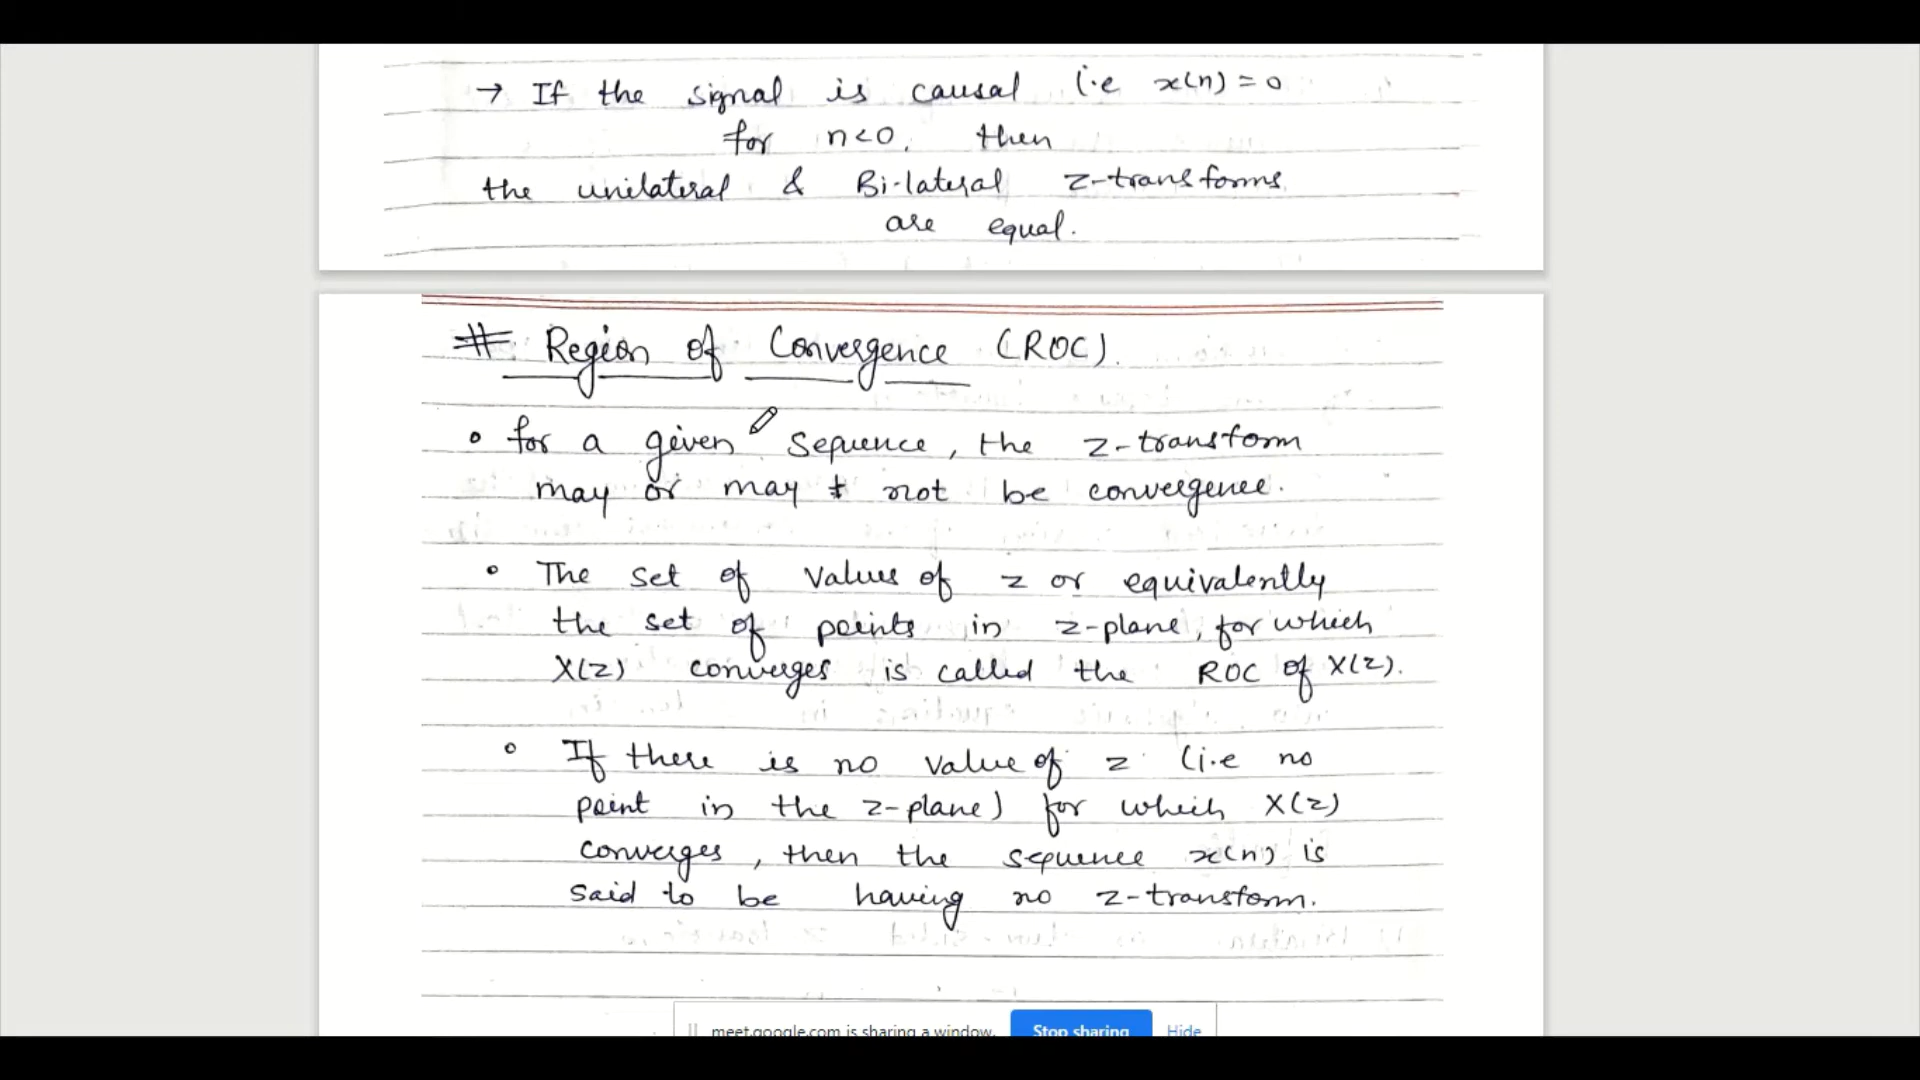 → If the signal is causal (i.e x(n) = 0
for n<0, then
the unilateral & Bi-lateral z-transforms
are equal.
# Region of Convergence (ROC).
• for a given sequence, the z-transform
may or may not be convergence.
• The set of values of z or equivalently
the set of points in z-plane, for which
X(z) converges is called the ROC of X(z).
• If there is no value of z (i.e no
point in the z-plane) for which X(z)
converges, then the sequence x(n) is
said to be having no z-transform.
meet.google.com is sharing a window. Stop sharing Hide